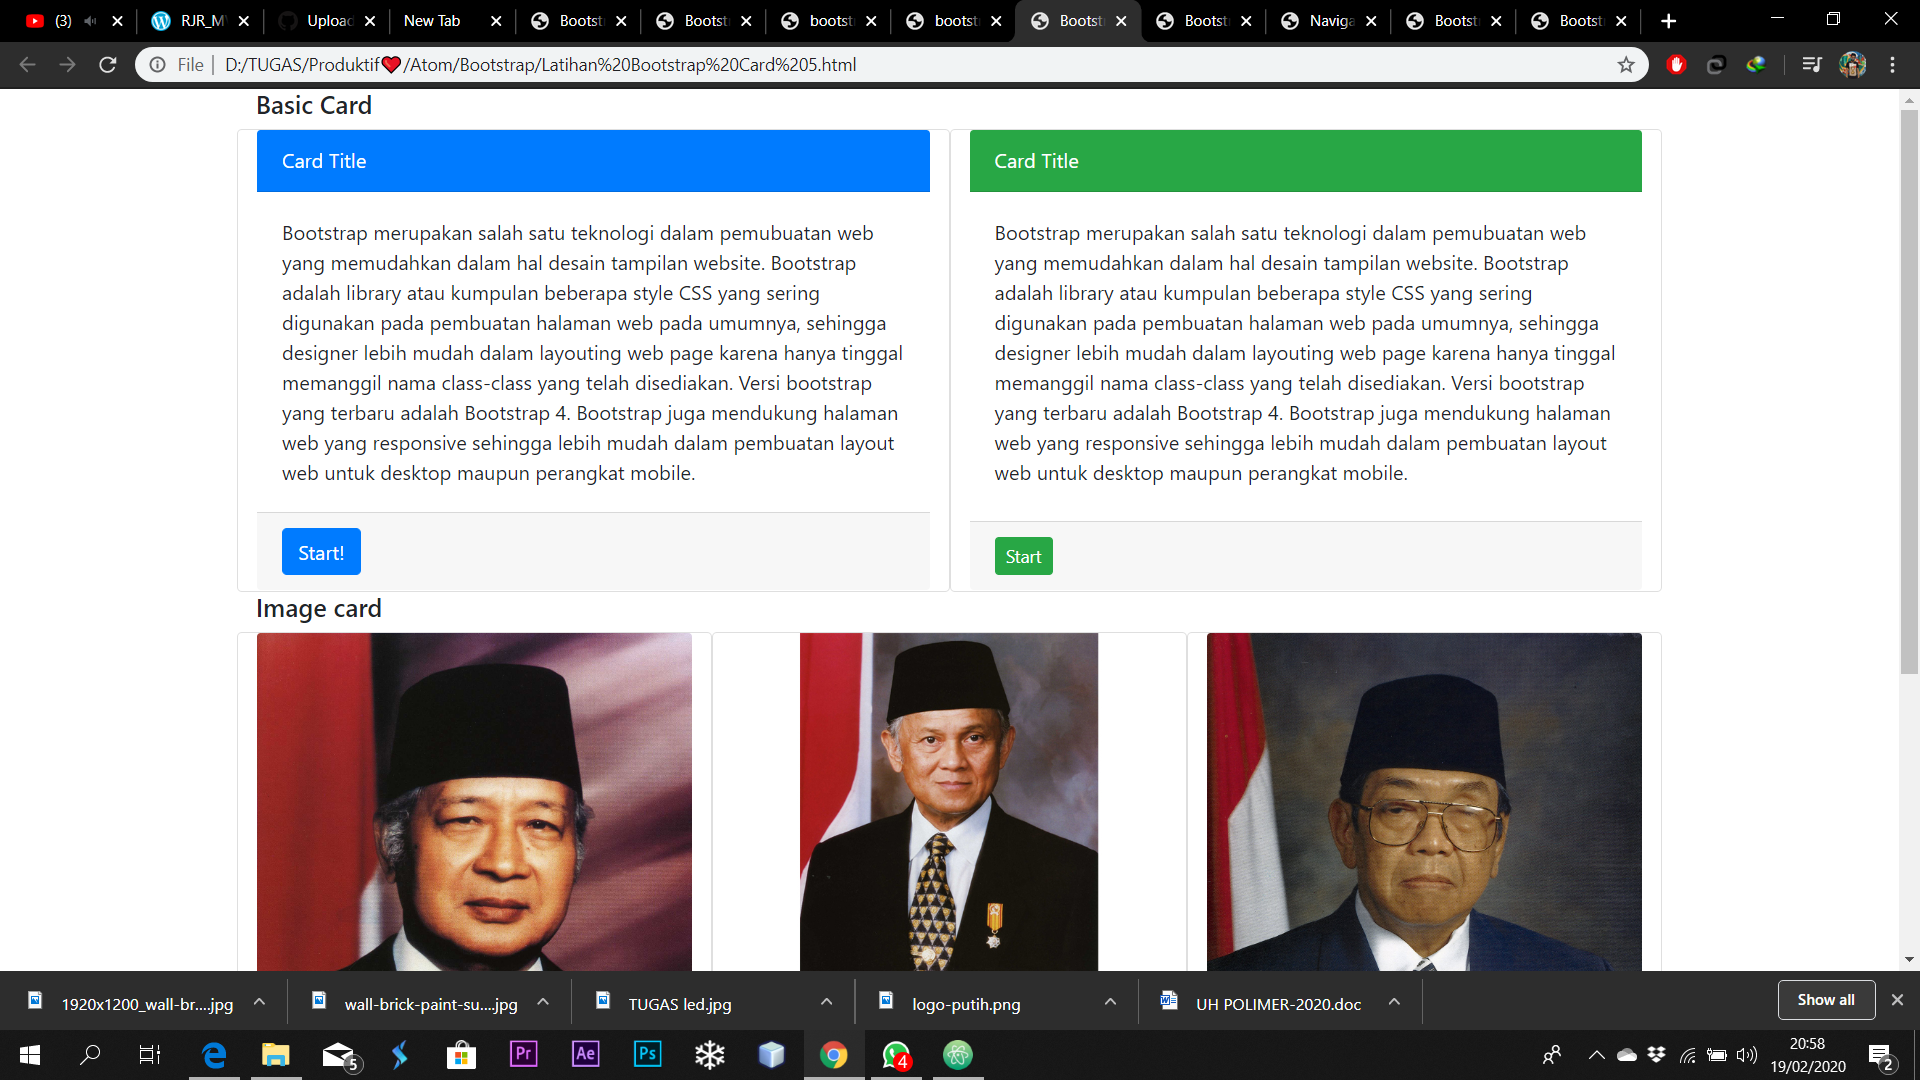 (3)
RJR_M
Upload
New Tab
Bootst
Bootst
bootst
bootst
Bootst
Bootst
Naviga
Bootst
Bootst
File
D:/TUGAS/Produktif❤/Atom/Bootstrap/Latihan%20Bootstrap%20Card%205.html
Basic Card
Card Title
Bootstrap merupakan salah satu teknologi dalam pemubuatan web
yang memudahkan dalam hal desain tampilan website. Bootstrap
adalah library atau kumpulan beberapa style CSS yang sering
digunakan pada pembuatan halaman web pada umumnya, sehingga
designer lebih mudah dalam layouting web page karena hanya tinggal
memanggil nama class-class yang telah disediakan. Versi bootstrap
yang terbaru adalah Bootstrap 4. Bootstrap juga mendukung halaman
web yang responsive sehingga lebih mudah dalam pembuatan layout
web untuk desktop maupun perangkat mobile.
Start!
Card Title
Bootstrap merupakan salah satu teknologi dalam pemubuatan web
yang memudahkan dalam hal desain tampilan website. Bootstrap
adalah library atau kumpulan beberapa style CSS yang sering
digunakan pada pembuatan halaman web pada umumnya, sehingga
designer lebih mudah dalam layouting web page karena hanya tinggal
memanggil nama class-class yang telah disediakan. Versi bootstrap
yang terbaru adalah Bootstrap 4. Bootstrap juga mendukung halaman
web yang responsive sehingga lebih mudah dalam pembuatan layout
web untuk desktop maupun perangkat mobile.
Start
Image card
1920x1200_wall-br....jpg
wall-brick-paint-su....jpg
TUGAS led.jpg
logo-putih.png
UH POLIMER-2020.doc
Show all
5
Pr
Ae
Ps
4
20:58
19/02/2020
2